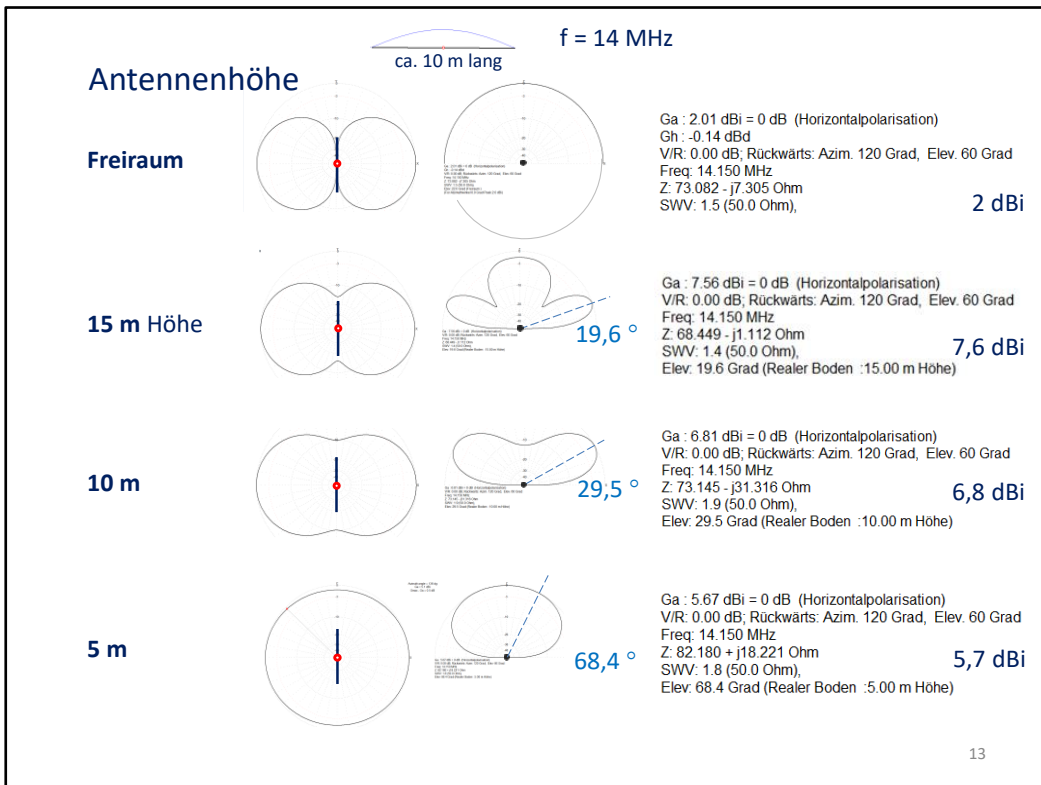 f = 14 MHz
ca. 10 m lang
Antennenhöhe
Freiraum
Ga : 2.01 dBi = 0 dB (Horizontalpolarisation)
Gh : -0.14 dBd
V/R: 0.00 dB; Rückwärts: Azim. 120 Grad, Elev. 60 Grad
Freq: 14.150 MHz
Z: 73.082 - j7.305 Ohm
SWV: 1.5 (50.0 Ohm),
2 dBi
15 m Höhe
19,6 °
Ga : 7.56 dBi = 0 dB (Horizontalpolarisation)
V/R: 0.00 dB; Rückwärts: Azim. 120 Grad, Elev. 60 Grad
Freq: 14.150 MHz
Z: 68.449 - j1.112 Ohm
SWV: 1.4 (50.0 Ohm),
Elev: 19.6 Grad (Realer Boden :15.00 m Höhe)
7,6 dBi
10 m
29,5 °
Ga : 6.81 dBi = 0 dB (Horizontalpolarisation)
V/R: 0.00 dB; Rückwärts: Azim. 120 Grad, Elev. 60 Grad
Freq: 14.150 MHz
Z: 73.145 - j31.316 Ohm
SWV: 1.9 (50.0 Ohm),
Elev: 29.5 Grad (Realer Boden :10.00 m Höhe)
6,8 dBi
5 m
68,4 °
Ga : 5.67 dBi = 0 dB (Horizontalpolarisation)
V/R: 0.00 dB; Rückwärts: Azim. 120 Grad, Elev. 60 Grad
Freq: 14.150 MHz
Z: 82.180 + j18.221 Ohm
SWV: 1.8 (50.0 Ohm),
Elev: 68.4 Grad (Realer Boden :5.00 m Höhe)
5,7 dBi
13